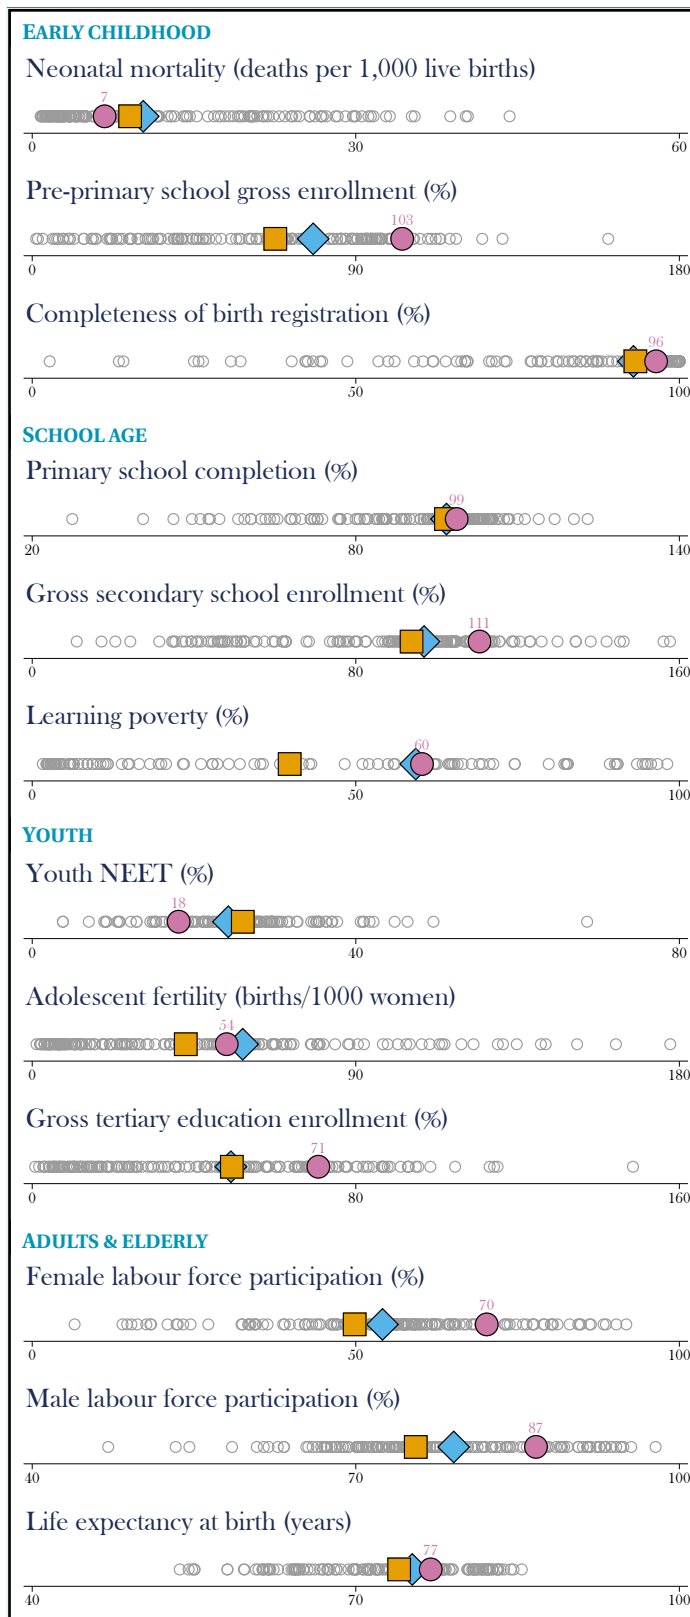 EARLY CHILDHOOD
Neonatal mortality (deaths per 1,000 live births)
7
0 30 60
Pre-primary school gross enrollment (%)
103
0 90 180
Completeness of birth registration (%)
96
0 50 100
SCHOOL AGE
Primary school completion (%)
99
20 80 140
Gross secondary school enrollment (%)
111
0 80 160
Learning poverty (%)
60
0 50 100
YOUTH
Youth NEET (%)
18
0 40 80
Adolescent fertility (births/1000 women)
54
0 90 180
Gross tertiary education enrollment (%)
71
0 80 160
ADULTS & ELDERLY
Female labour force participation (%)
70
0 50 100
Male labour force participation (%)
87
40 70 100
Life expectancy at birth (years)
77
40 70 100